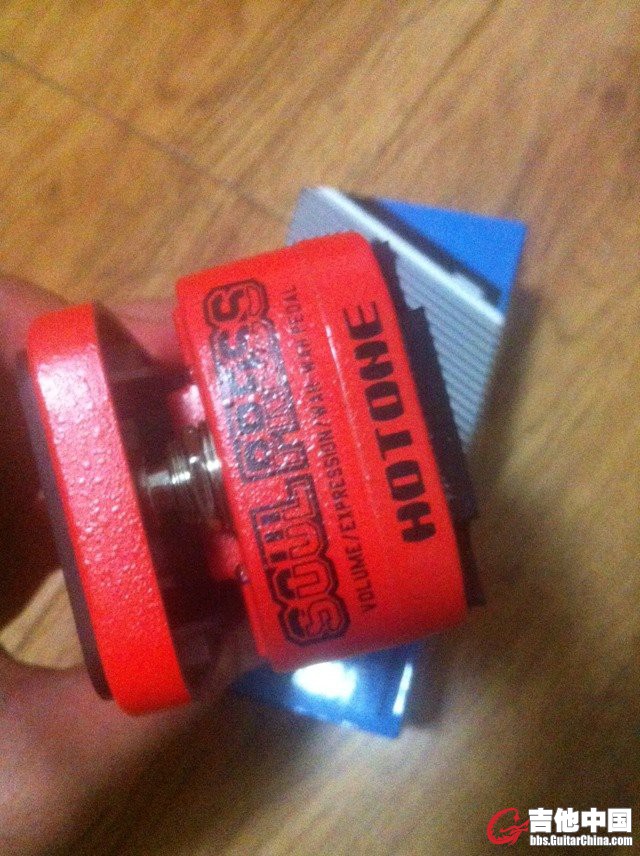 SOUL PRESS
VOLUME/EXPRESSION/WAH-WAH PEDAL
HOTONE
吉他中国
bbs.GuitarChina.com